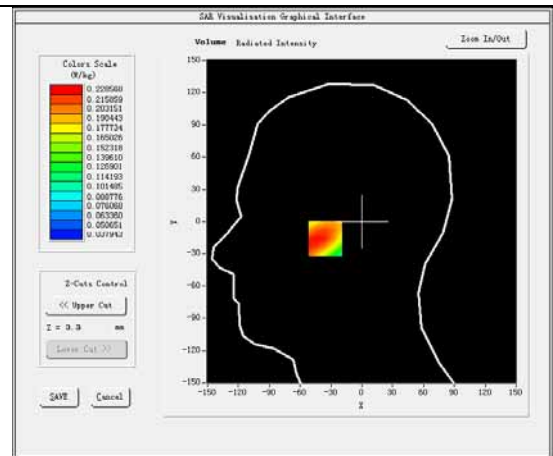 SAR Visualisation Graphical Interface
Volume Radiated Intensity
Zoom In/Out
Colors Scale
(W/kg)
0.228568
0.215859
0.203151
0.190443
0.177734
0.165026
0.152318
0.139610
0.126901
0.114193
0.101485
0.088776
0.076068
0.063360
0.050651
0.037943
Z-Cuts Control
<< Upper Cut
Z = 3.3 mm
Lower Cut >>
SAVE Cancel
150
120
90
60
30
0
-30
-60
-90
-120
-150
Y
-150 -120 -90 -60 -30 0 30 60 90 120 150
X